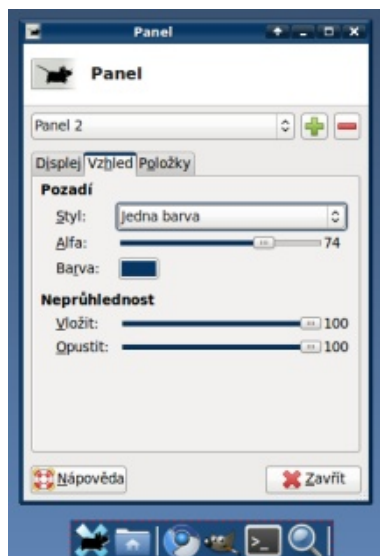 Panel
Panel
Panel 2
Displej Vzhled Položky
Pozadí
Styl: Jedna barva
Alfa: 74
Barva:
Neprůhlednost
Vložit: 100
Opustit: 100
Nápověda Zavřít